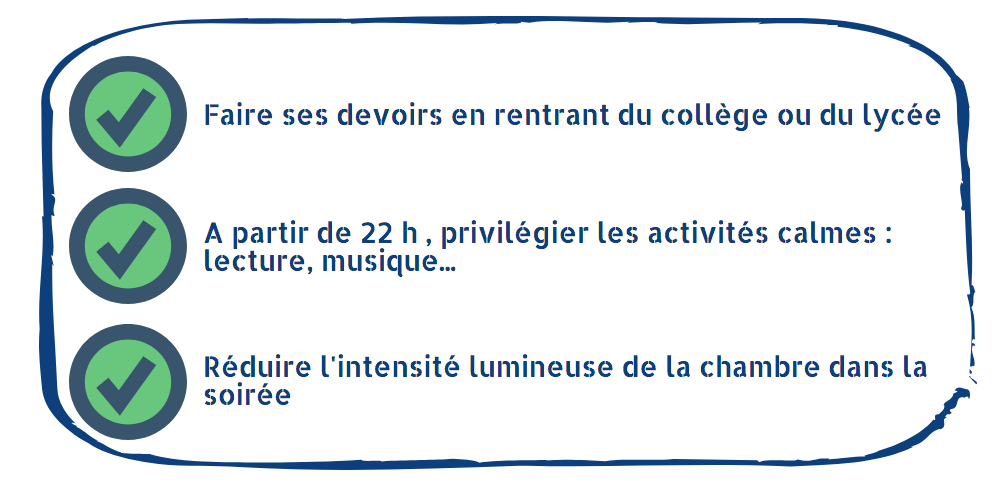 Faire ses devoirs en rentrant du collège ou du lycée
A partir de 22 h , privilégier les activités calmes :
lecture, musique...
Réduire l'intensité lumineuse de la chambre dans la
soirée